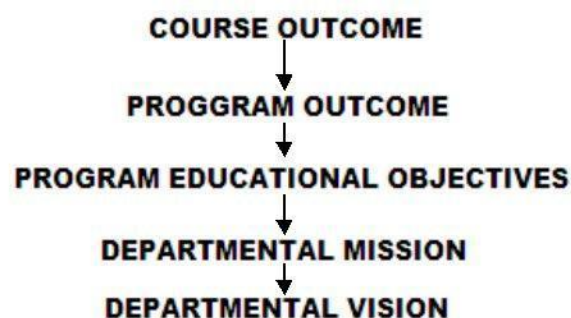 COURSE OUTCOME
PROGGRAM OUTCOME
PROGRAM EDUCATIONAL OBJECTIVES
DEPARTMENTAL MISSION
DEPARTMENTAL VISION